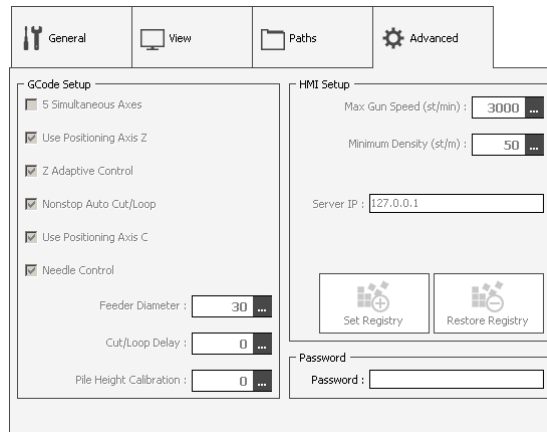 General
View
Paths
Advanced
GCode Setup
5 Simultaneous Axes
Use Positioning Axis Z
Z Adaptive Control
Nonstop Auto Cut/Loop
Use Positioning Axis C
Needle Control
Feeder Diameter : 30 ...
Cut/Loop Delay : 0 ...
Pile Height Calibration : 0 ...
HMI Setup
Max Gun Speed (st/min) : 3000 ...
Minimum Density (st/m) : 50 ...
Server IP : 127.0.0.1
Set Registry
Restore Registry
Password
Password :